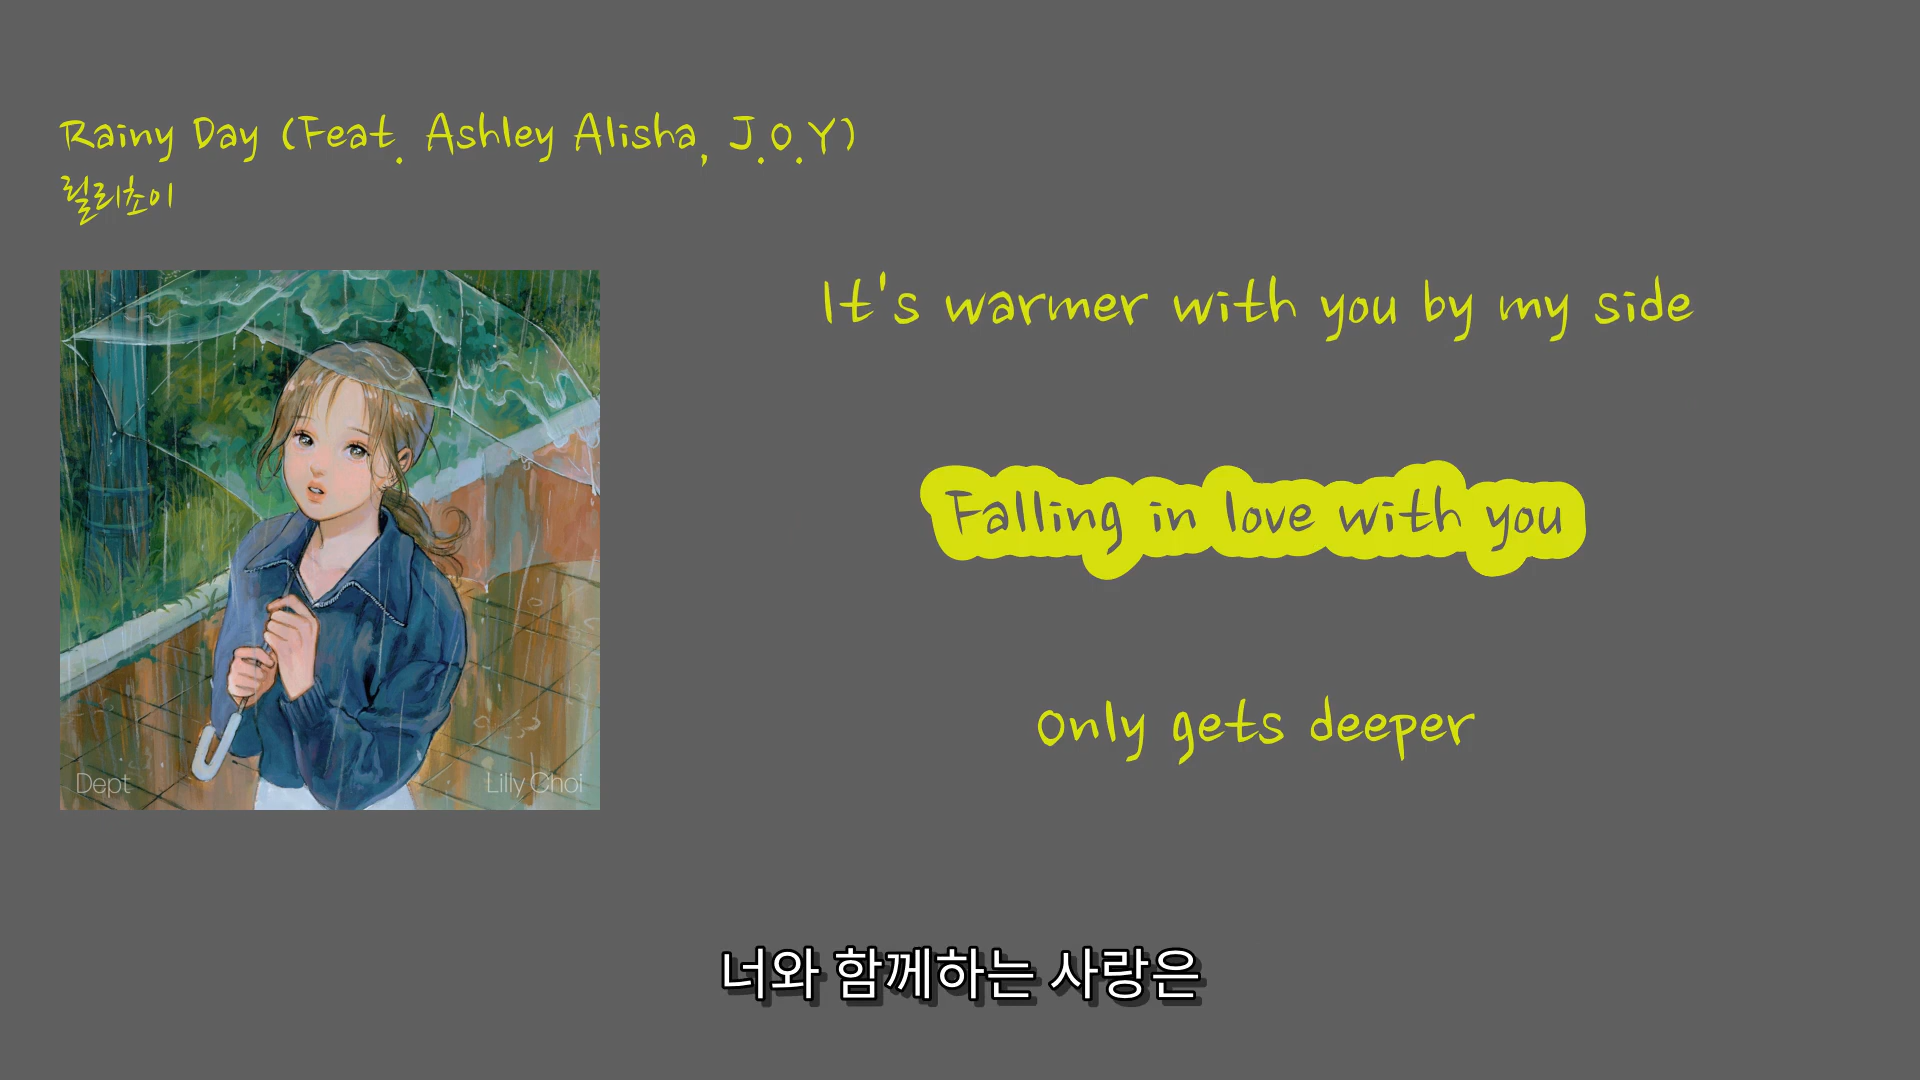 Rainy Day (Feat. Ashley Alisha, J.O.Y)
릴리초이
It's warmer with you by my side
Falling in love with you
Only gets deeper
Dept
Lilly Choi
너와 함께하는 사랑은